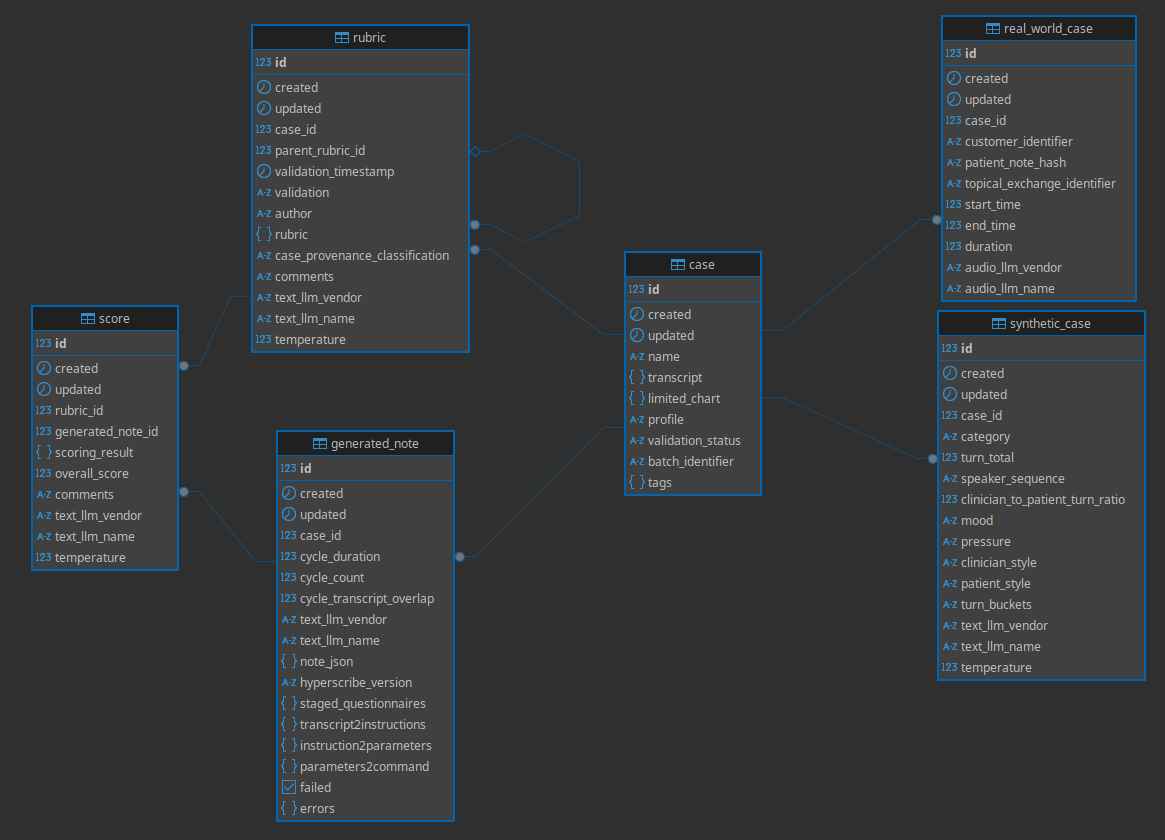 rubric
123 id
created
updated
123 case_id
123 parent_rubric_id
validation_timestamp
A-Z validation
A-Z author
{ } rubric
A-Z case_provenance_classification
A-Z comments
A-Z text_llm_vendor
A-Z text_llm_name
123 temperature
real_world_case
123 id
created
updated
123 case_id
A-Z customer_identifier
A-Z patient_note_hash
A-Z topical_exchange_identifier
123 start_time
123 end_time
123 duration
A-Z audio_llm_vendor
A-Z audio_llm_name
case
123 id
created
updated
A-Z name
{ } transcript
{ } limited_chart
A-Z profile
A-Z validation_status
A-Z batch_identifier
{ } tags
score
123 id
created
updated
123 rubric_id
123 generated_note_id
{ } scoring_result
123 overall_score
A-Z comments
A-Z text_llm_vendor
A-Z text_llm_name
123 temperature
synthetic_case
123 id
created
updated
123 case_id
A-Z category
123 turn_total
A-Z speaker_sequence
123 clinician_to_patient_turn_ratio
A-Z mood
A-Z pressure
A-Z clinician_style
A-Z patient_style
A-Z turn_buckets
A-Z text_llm_vendor
A-Z text_llm_name
123 temperature
generated_note
123 id
created
updated
123 case_id
123 cycle_duration
123 cycle_count
123 cycle_transcript_overlap
A-Z text_llm_vendor
A-Z text_llm_name
{ } note_json
A-Z hyperscribe_version
{ } staged_questionnaires
{ } transcript2instructions
{ } instruction2parameters
{ } parameters2command
failed
{ } errors